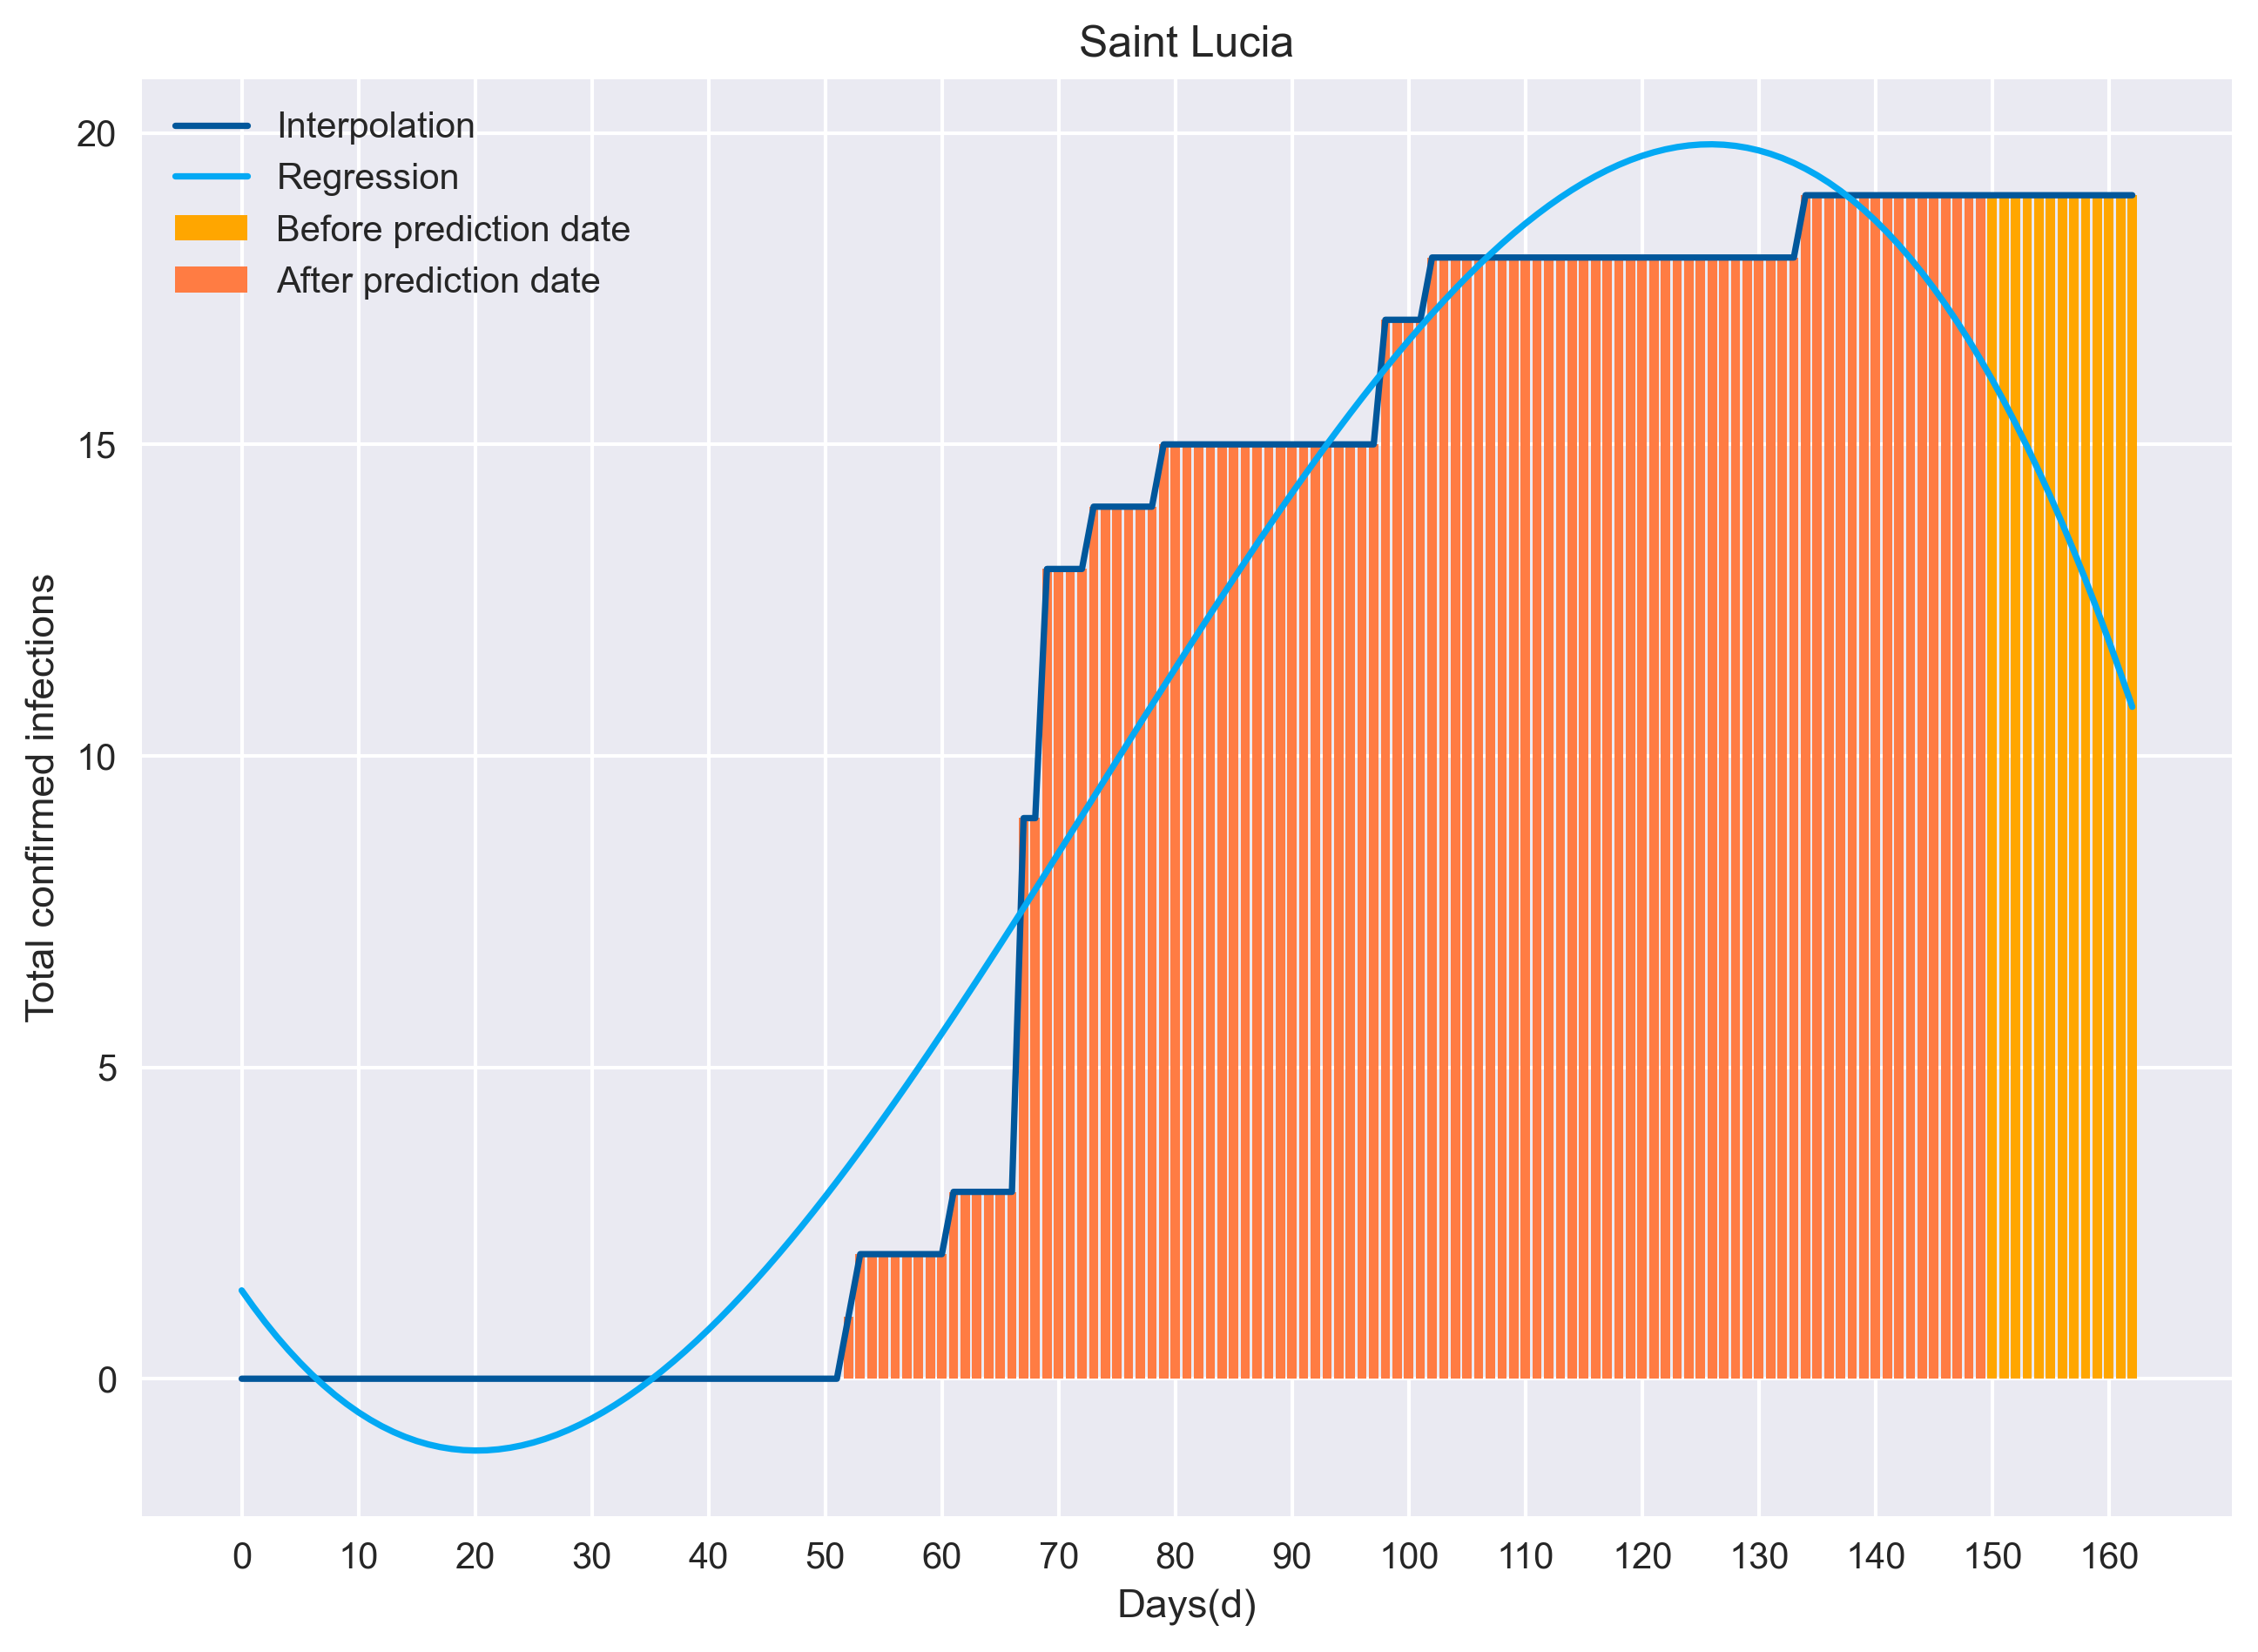 Saint Lucia
Interpolation
Regression
Before prediction date
After prediction date
Total confirmed infections
20
15
10
5
0
0 10 20 30 40 50 60 70 80 90 100 110 120 130 140 150 160
Days(d)